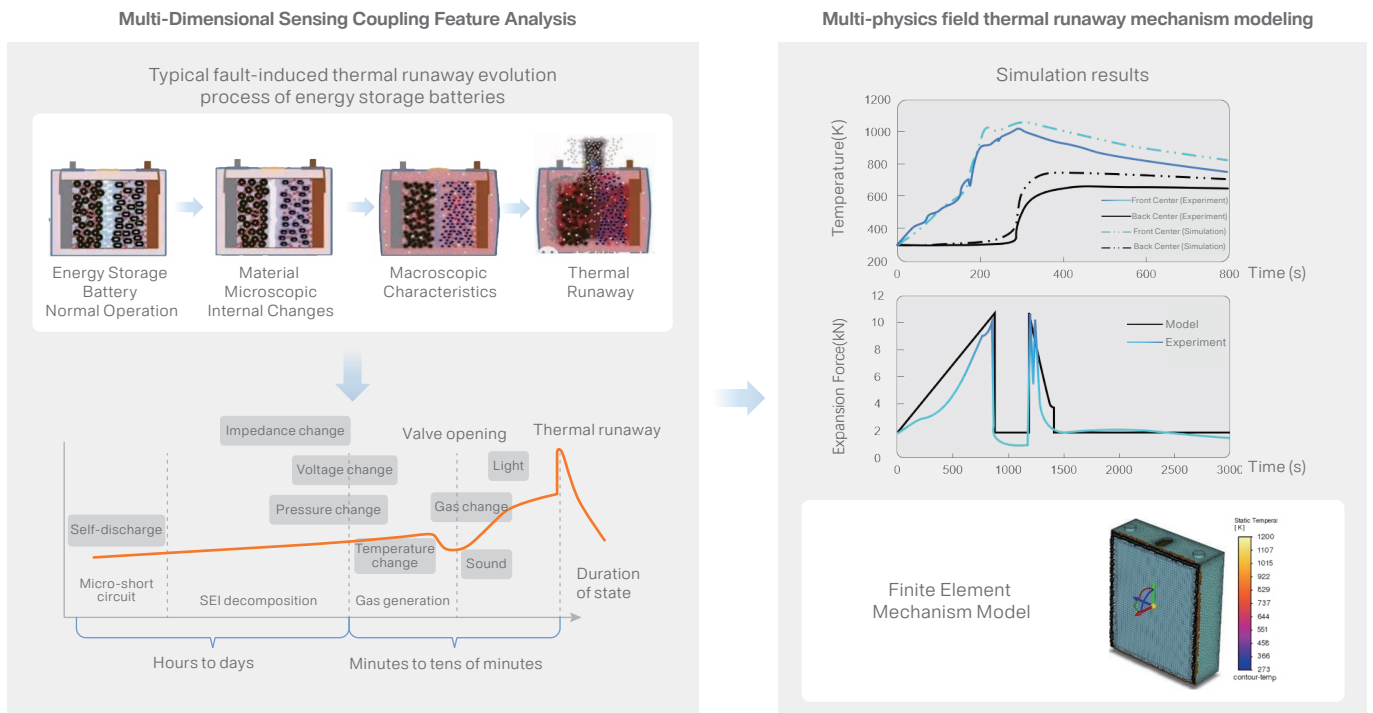 Multi-Dimensional Sensing Coupling Feature Analysis
Typical fault-induced thermal runaway evolution
process of energy storage batteries
Energy Storage
Battery
Normal Operation
Material
Microscopic
Internal Changes
Macroscopic
Characteristics
Thermal
Runaway
Impedance change
Valve opening
Thermal runaway
Voltage change
Light
Pressure change
Gas change
Self-discharge
Temperature
change
Sound
Micro-short
circuit
SEI decomposition
Gas generation
Duration
of state
Hours to days
Minutes to tens of minutes
Multi-physics field thermal runaway mechanism modeling
Simulation results
Temperature(K)
1200
1000
800
600
400
200
Front Center (Experiment)
Back Center (Experiment)
Front Center (Simulation)
Back Center (Simulation)
0
200
400
600
800
Time (s)
Expansion Force(kN)
12
10
8
6
4
2
0
Model
Experiment
0
500
1000
1500
2000
2500
3000
Time (s)
Finite Element
Mechanism Model
Static Temperat
[ K]
1200
1107
1015
922
829
737
644
551
458
366
273
contour-temp